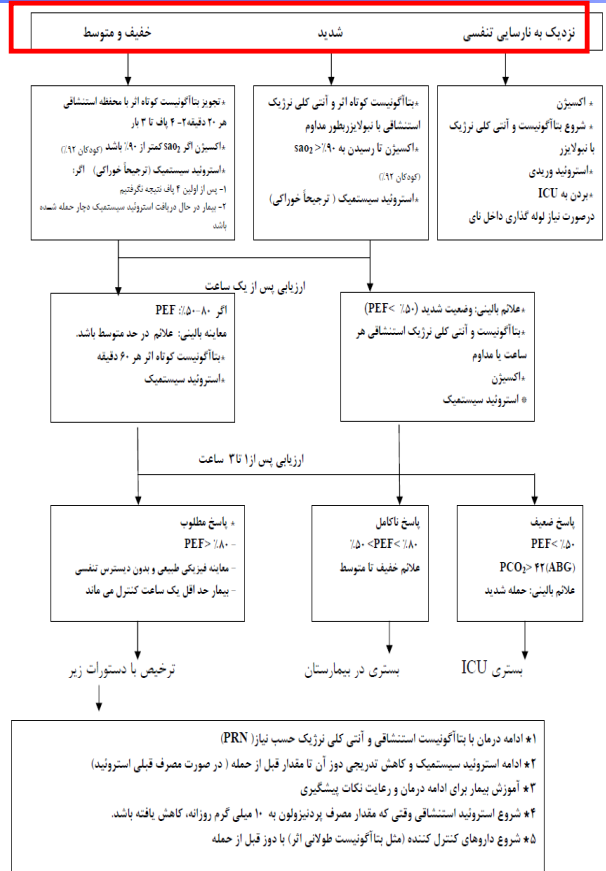 نزدیک به نارسایی تنفسی
شدید
خفیف و متوسط
* اکسیژن
* شروع بتاآگونیست و آنتی کلی نرژیک
با نبولایزر
*استروئید وریدی
*بردن به ICU
درصورت نیاز لوله گذاری داخل نای
*بتاآگونیست کوتاه اثر و آنتی کلی نرژیک
استنشاقی با نبولایزربطور مداوم
*اکسیژن تا رسیدن به ۹۰٪< sao₂
(کودکان ۹۲٪)
*استروئید سیستمیک ( ترجیحاً خوراکی)
*تجویز بتاآگونیست کوتاه اثر با محفظه استنشاقی
هر ۲۰ دقیقه۲- ۴ پاف تا ۳ بار
*اکسیژن اگر sao₂ کمتر از ۹۰٪ باشد (کودکان ۹۲٪)
*استروئید سیستمیک (ترجیحاً خوراکی) اگر:
۱- پس از اولین ۴ پاف نتیجه نگرفتیم
۲- بیمار در حال دریافت استروئید سیستمیک دچار حمله شده
باشد
ارزیابی پس از یک ساعت
*علائم بالینی: وضعیت شدید (۵۰٪ >PEF)
*بتاآگونیست و آنتی کلی نرژیک استنشاقی هر
ساعت یا مداوم
*اکسیژن
* استروئید سیستمیک
اگر ۸۰-۵۰٪: PEF
معاینه بالینی: علائم در حد متوسط باشد.
*بتاآگونیست کوتاه اثر هر ۶۰ دقیقه
*استروئید سیستمیک
ارزیابی پس از۱ تا۳ ساعت
پاسخ ضعیف
PEF< ٪۵۰
PCO₂> ۴۲(ABG)
علائم بالینی: حمله شدید
پاسخ ناکامل
٪۵۰ <PEF< ٪۸۰
علائم خفیف تا متوسط
* پاسخ مطلوب
- PEF> ٪۸۰
- معاینه فیزیکی طبیعی و بدون دیسترس تنفسی
- بیمار حد اقل یک ساعت کنترل می ماند
بستری ICU
بستری در بیمارستان
ترخیص با دستورات زیر
۱* ادامه درمان با بتاآگونیست استنشاقی و آنتی کلی نرژیک حسب نیاز( PRN)
۲* ادامه استروئید سیستمیک و کاهش تدریجی دوز آن تا مقدار قبل از حمله ( در صورت مصرف قبلی استروئید)
۳* آموزش بیمار برای ادامه درمان و رعایت نکات پیشگیری
۴* شروع استروئید استنشاقی وقتی که مقدار مصرف پردنیزولون به ۱۰ میلی گرم روزانه، کاهش یافته باشد.
۵* شروع داروهای کنترل کننده (مثل بتاآگونیست طولانی اثر) با دوز قبل از حمله